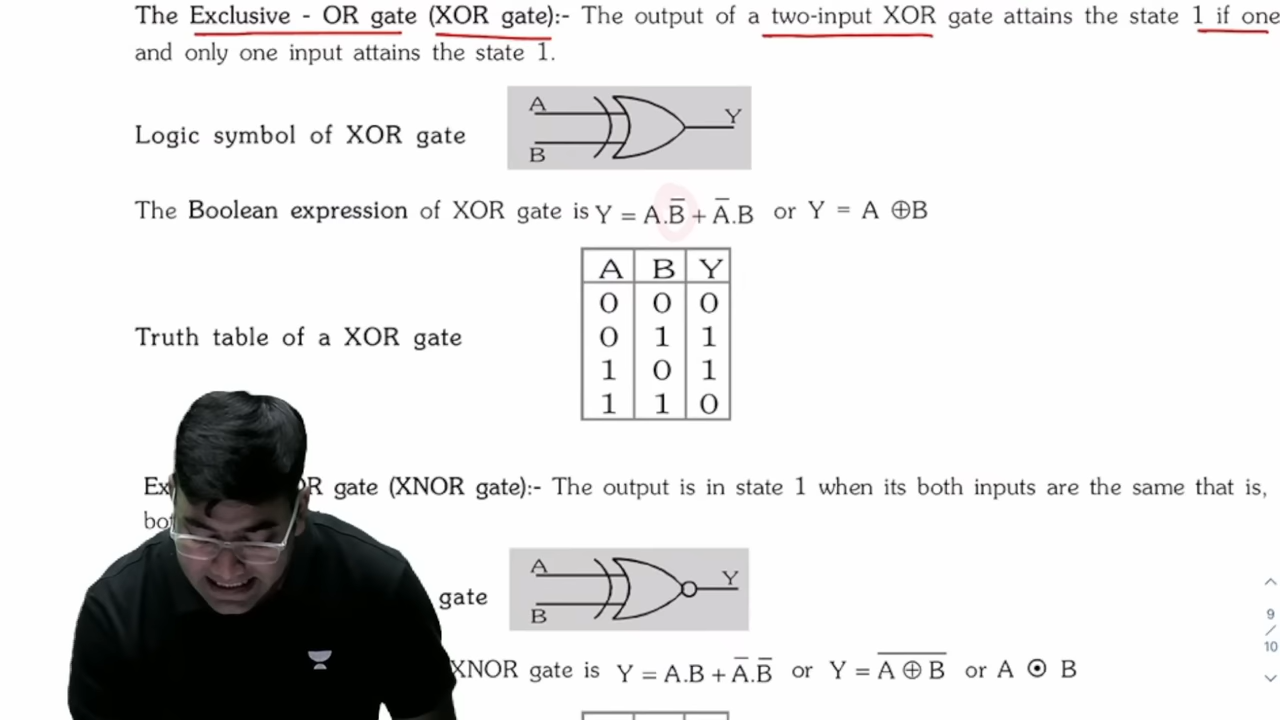 The Exclusive - OR gate (XOR gate):- The output of a two-input XOR gate attains the state 1 if one
and only one input attains the state 1.
A
Y
Logic symbol of XOR gate
B
The Boolean expression of XOR gate is Y = A.B̅ + A̅.B or Y = A ⊕B
A B Y
0 0 0
0 1 1
Truth table of a XOR gate
1 0 1
1 1 0
gate (XNOR gate):- The output is in state 1 when its both inputs are the same that is,
A
Y
gate
B
9
/
10
XNOR gate is Y = A.B + A̅.B̅ or Y = A̅ ̅⊕̅ ̅B̅ or A ⊙ B